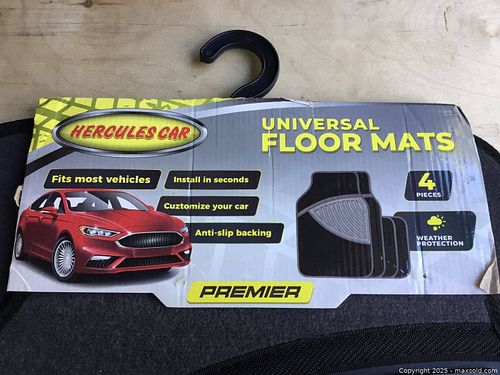 HERCULES CAR
UNIVERSAL
FLOOR MATS
Fits most vehicles
Install in seconds
Cuztomize your car
Anti-slip backing
4
PIECES
WEATHER
PROTECTION
PREMIER
Copyright 2025 - maxsold.com